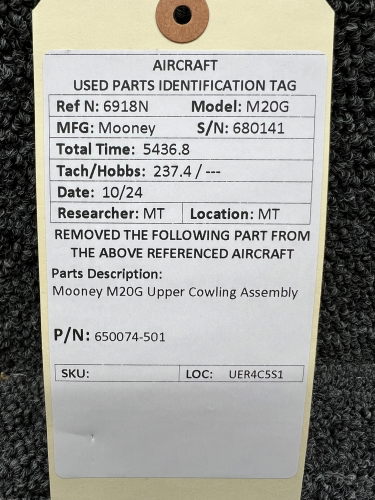 AIRCRAFT
USED PARTS IDENTIFICATION TAG
Ref N: 6918N Model: M20G
MFG: Mooney S/N: 680141
Total Time: 5436.8
Tach/Hobbs: 237.4 / ---
Date: 10/24
Researcher: MT Location: MT
REMOVED THE FOLLOWING PART FROM
THE ABOVE REFERENCED AIRCRAFT
Parts Description:
Mooney M20G Upper Cowling Assembly
P/N: 650074-501
SKU: LOC: UER4C5S1